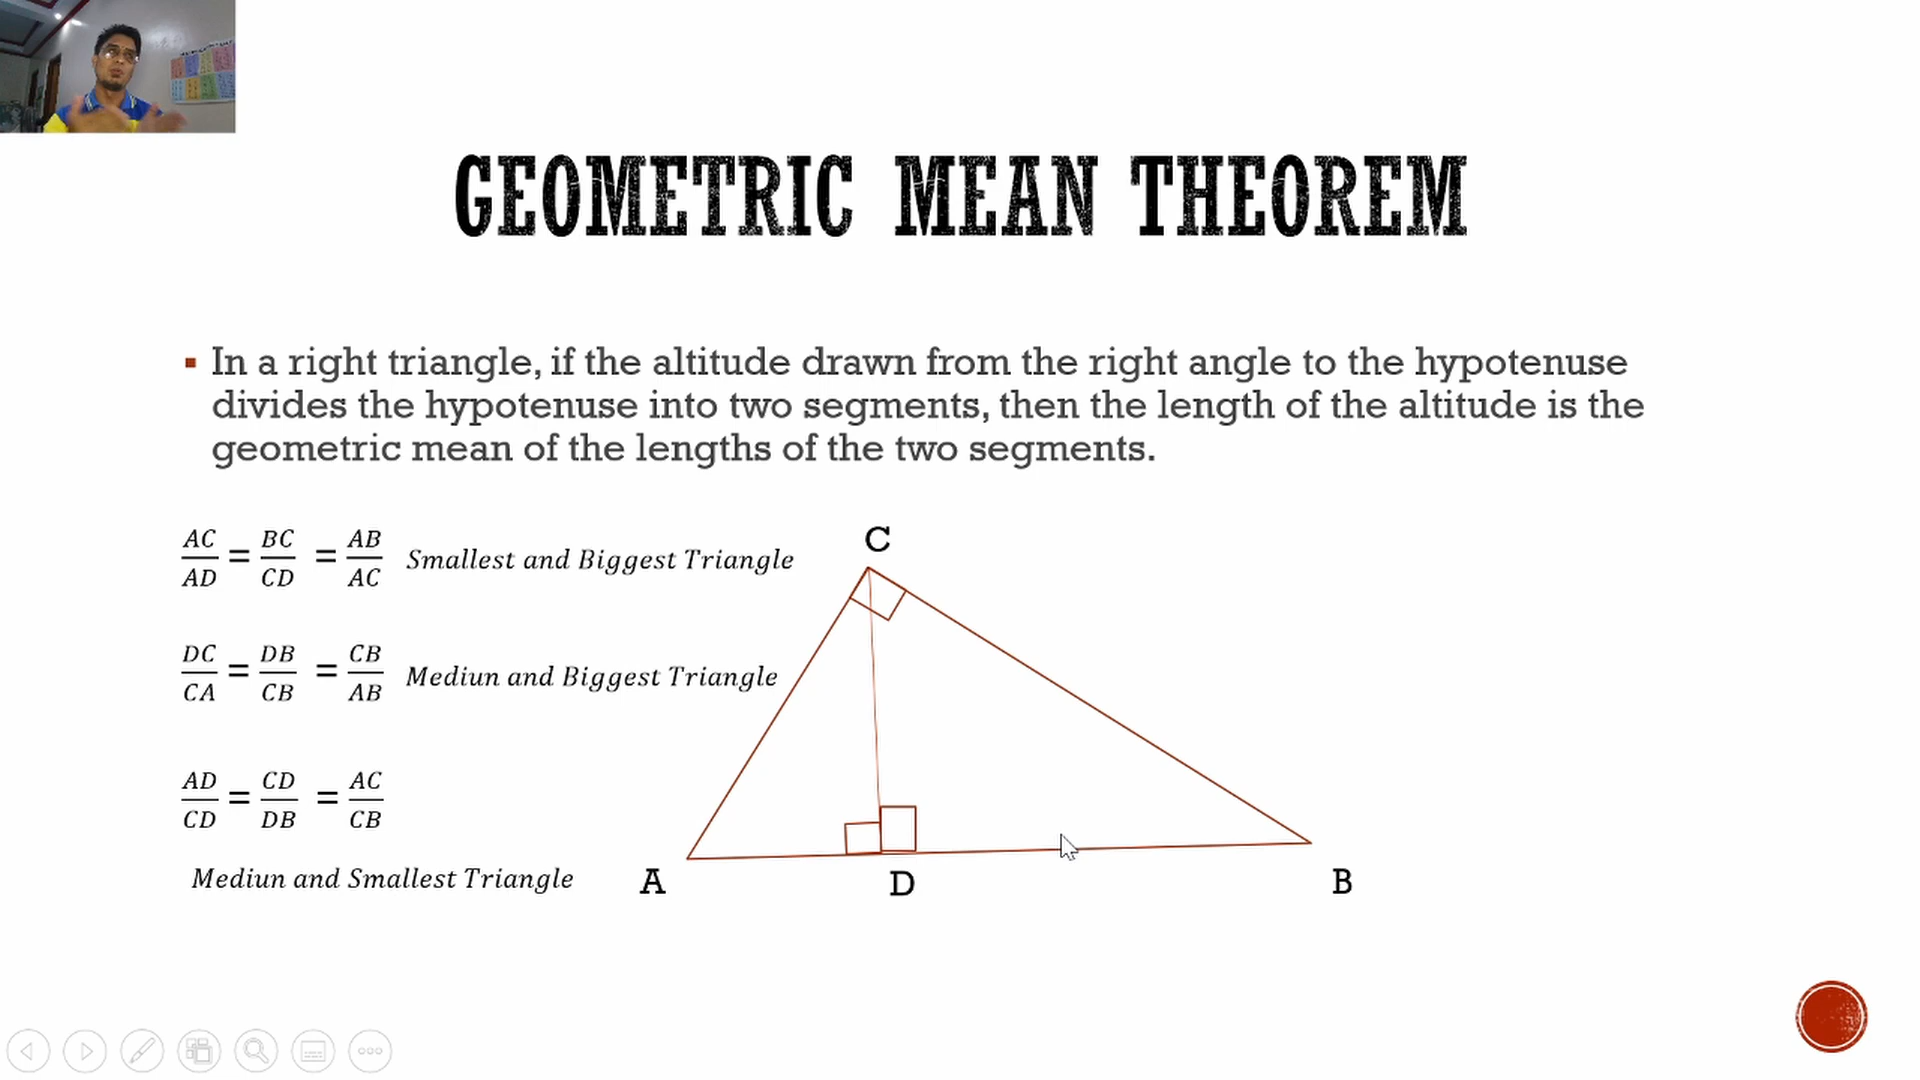 GEOMETRIC MEAN THEOREM
▪ In a right triangle, if the altitude drawn from the right angle to the hypotenuse
divides the hypotenuse into two segments, then the length of the altitude is the
geometric mean of the lengths of the two segments.
AC/AD = BC/CD = AB/AC Smallest and Biggest Triangle
DC/CA = DB/CB = CB/AB Mediun and Biggest Triangle
AD/CD = CD/DB = AC/CB
Mediun and Smallest Triangle
C
A
D
B